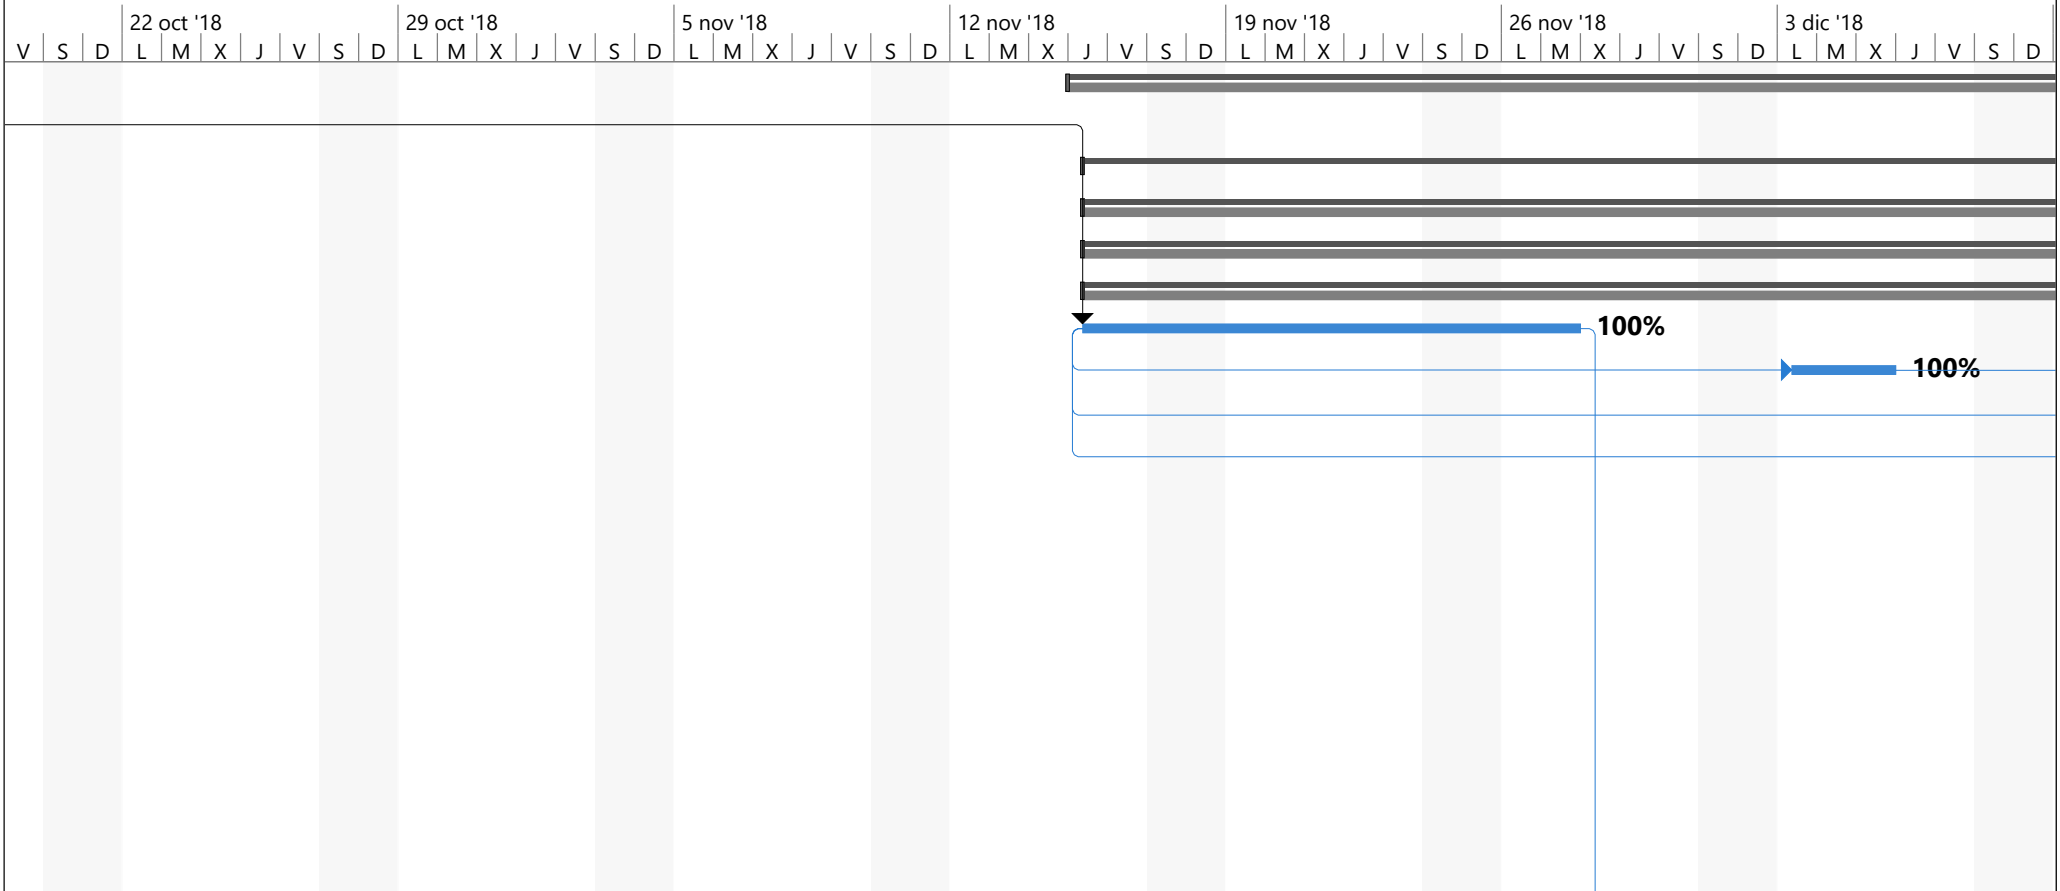 22 oct '18 29 oct '18 5 nov '18 12 nov '18 19 nov '18 26 nov '18 3 dic '18
V S D L M X J V S D L M X J V S D L M X J V S D L M X J V S D L M X J V S D L M X J V S D L M X J V S D
100%
100%